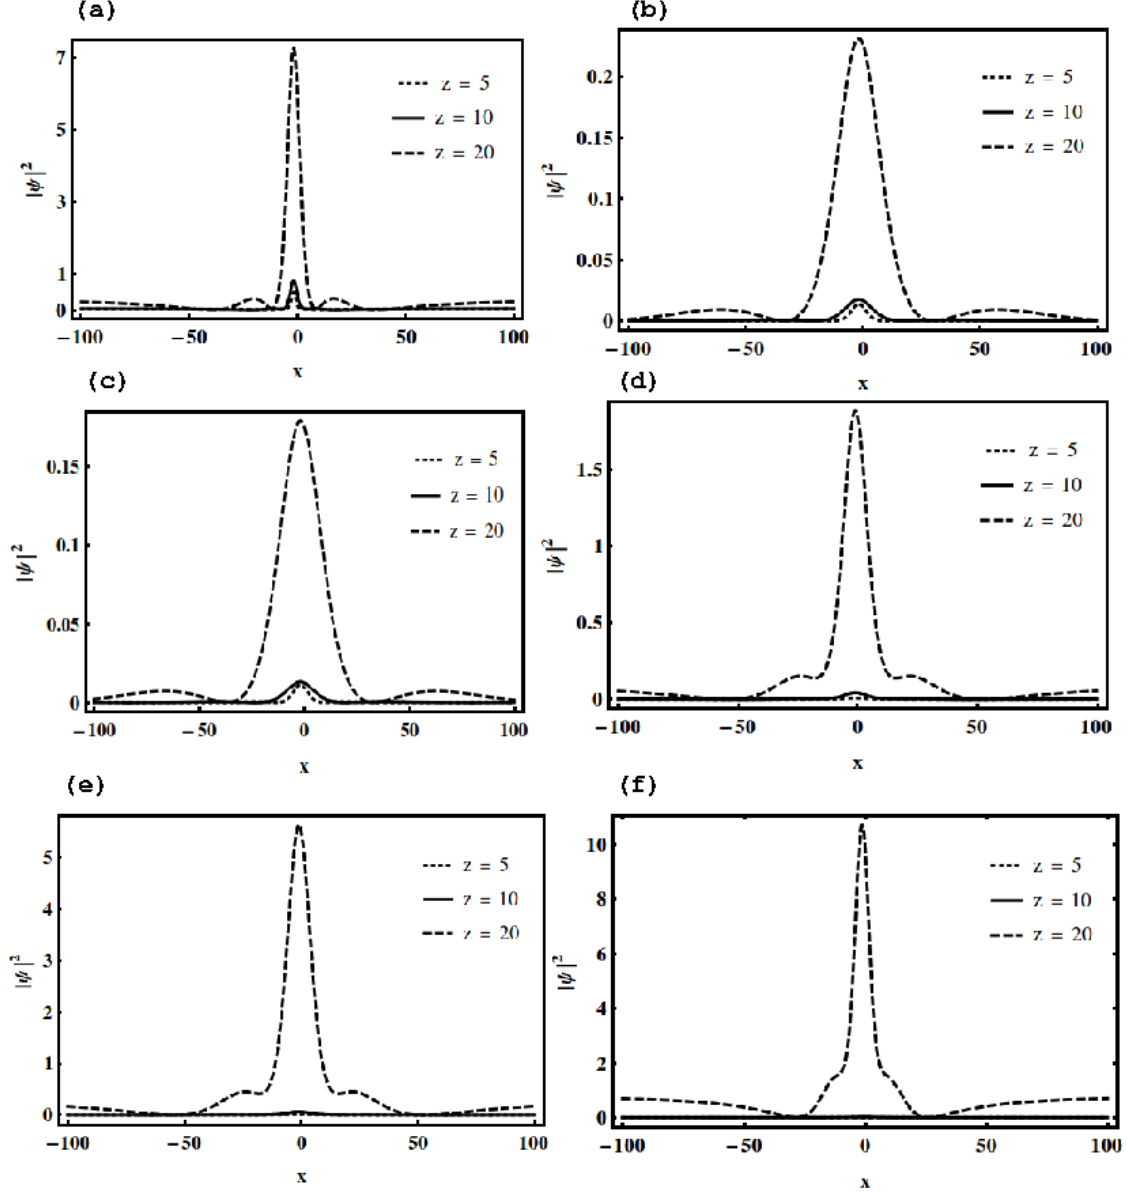 (a)
7
5
3
1
0
|ψ|²
z = 5
z = 10
z = 20
−100 −50 0 50 100
x
(b)
0.2
0.15
0.1
0.05
0
|ψ|²
z = 5
z = 10
z = 20
−100 −50 0 50 100
x
(c)
0.15
0.1
0.05
0
|ψ|²
z = 5
z = 10
z = 20
−100 −50 0 50 100
x
(d)
1.5
1
0.5
0
|ψ|²
z = 5
z = 10
z = 20
−100 −50 0 50 100
x
(e)
5
4
3
2
1
0
|ψ|²
z = 5
z = 10
z = 20
−100 −50 0 50 100
x
(f)
10
8
6
4
2
0
|ψ|²
z = 5
z = 10
z = 20
−100 −50 0 50 100
x